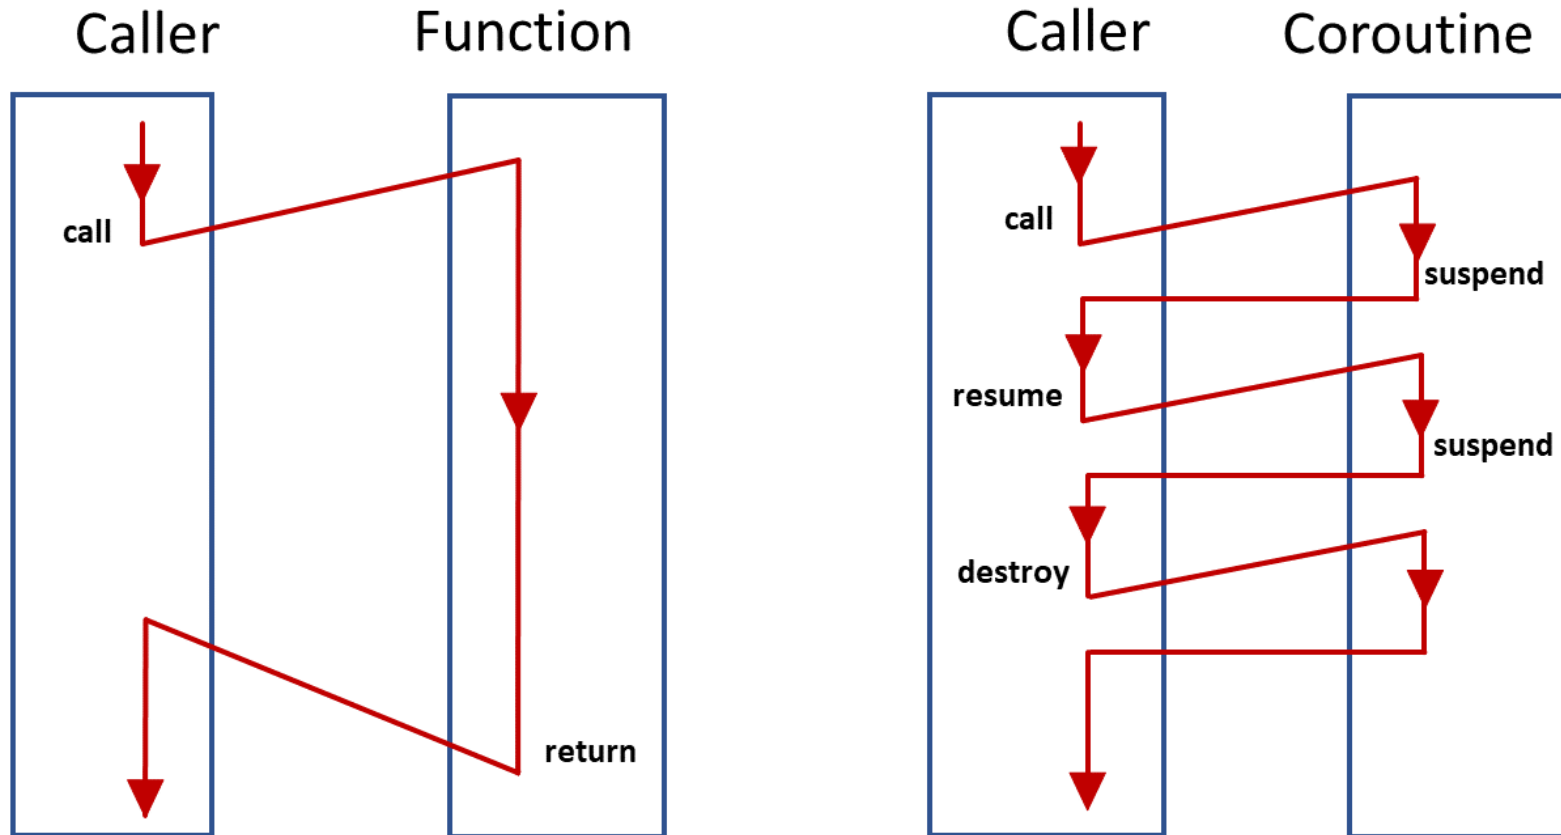 Caller
Function
call
return
Caller
Coroutine
call
suspend
resume
suspend
destroy